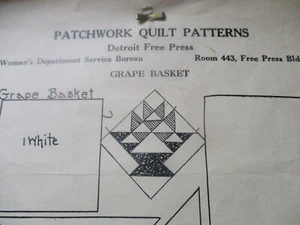 PATCHWORK QUILT PATTERNS
Detroit Free Press
Women's Department Service Bureau Room 443, Free Press Bld
GRAPE BASKET
Grape Basket
1 White